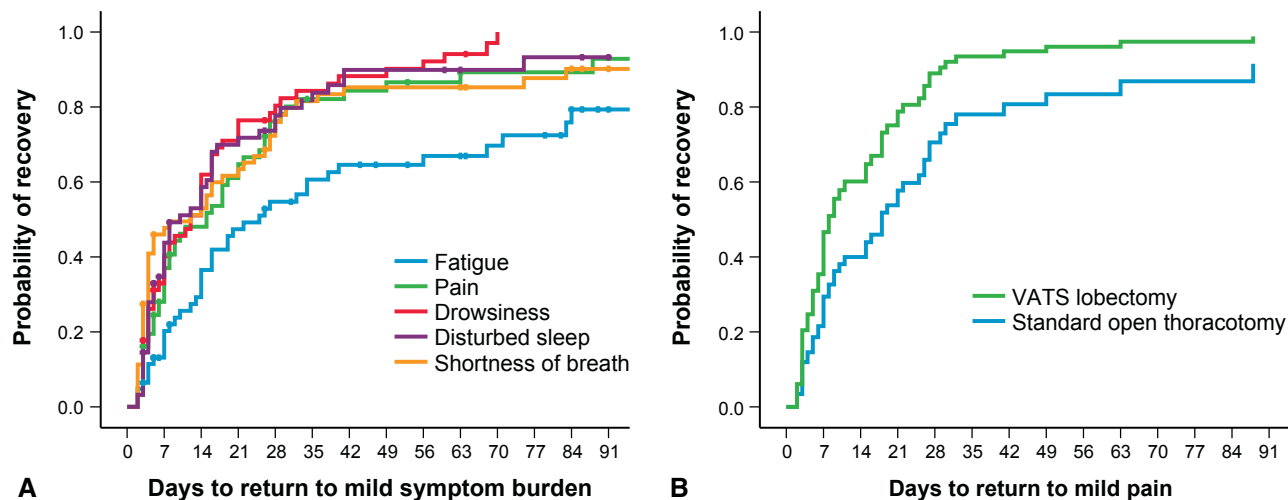 Probability of recovery
1.0
0.8
0.6
0.4
0.2
0.0
Fatigue
Pain
Drowsiness
Disturbed sleep
Shortness of breath
0 7 14 21 28 35 42 49 56 63 70 77 84 91
A Days to return to mild symptom burden
Probability of recovery
1.0
0.8
0.6
0.4
0.2
0.0
VATS lobectomy
Standard open thoracotomy
0 7 14 21 28 35 42 49 56 63 70 77 84 91
B Days to return to mild pain